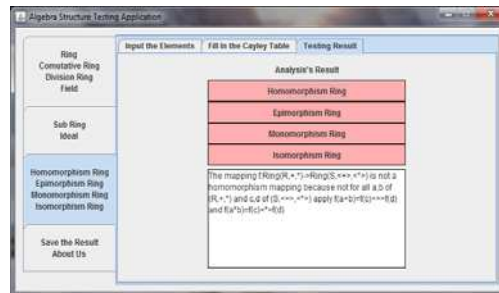 Algebra Structure Testing Application
Ring
Comutative Ring
Division Ring
Field
Sub Ring
Ideal
Homomorphism Ring
Epimorphism Ring
Monomorphism Ring
Isomorphism Ring
Save the Result
About Us
Input the Elements
Fill in the Cayley Table
Testing Result
Analysis's Result
Homomorphism Ring
Epimorphism Ring
Monomorphism Ring
Isomorphism Ring
The mapping f:Ring(R,+,*)->Ring(S,<+>,<*>) is not a
homomorphism mapping because not for all a,b of
(R,+,*) and c,d of (S,<+>,<*>) apply f(a+b)=f(c)<+>f(d)
and f(a*b)=f(c)<*>f(d)